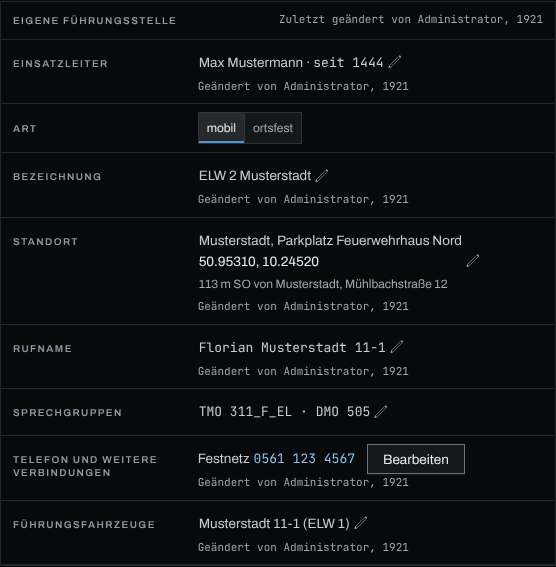 EIGENE FÜHRUNGSSTELLE
Zuletzt geändert von Administrator, 1921
EINSATZLEITER
Max Mustermann · seit 1444
Geändert von Administrator, 1921
ART
mobil
ortsfest
BEZEICHNUNG
ELW 2 Musterstadt
Geändert von Administrator, 1921
STANDORT
Musterstadt, Parkplatz Feuerwehrhaus Nord
50.95310, 10.24520
113 m SO von Musterstadt, Mühlbachstraße 12
Geändert von Administrator, 1921
RUFNAME
Florian Musterstadt 11-1
Geändert von Administrator, 1921
SPRECHGRUPPEN
TMO 311_F_EL · DMO 505
TELEFON UND WEITERE
VERBINDUNGEN
Festnetz 0561 123 4567
Bearbeiten
Geändert von Administrator, 1921
FÜHRUNGSFAHRZEUGE
Musterstadt 11-1 (ELW 1)
Geändert von Administrator, 1921